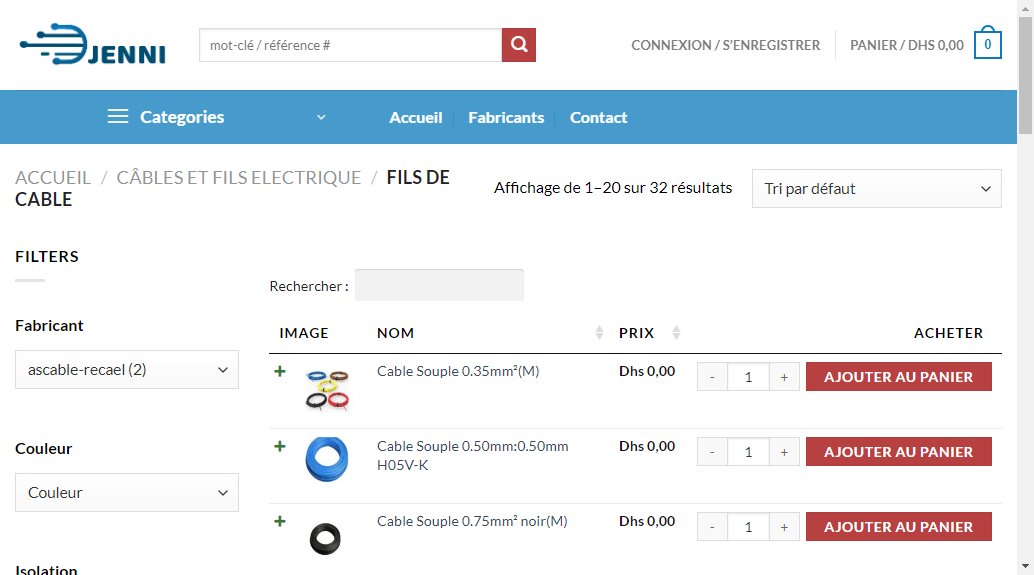 JENNI
mot-clé / référence #
CONNEXION / S'ENREGISTRER
PANIER / DHS 0,00
0
Categories
Accueil
Fabricants
Contact
ACCUEIL / CÂBLES ET FILS ELECTRIQUE / FILS DE
CABLE
Affichage de 1–20 sur 32 résultats
Tri par défaut
FILTERS
Fabricant
ascable-recael (2)
Couleur
Couleur
Isolation
Rechercher :
IMAGE NOM PRIX ACHETER
+ Cable Souple 0.35mm²(M) Dhs 0,00 - 1 + AJOUTER AU PANIER
+ Cable Souple 0.50mm:0.50mm Dhs 0,00 - 1 + AJOUTER AU PANIER
H05V-K
+ Cable Souple 0.75mm² noir(M) Dhs 0,00 - 1 + AJOUTER AU PANIER